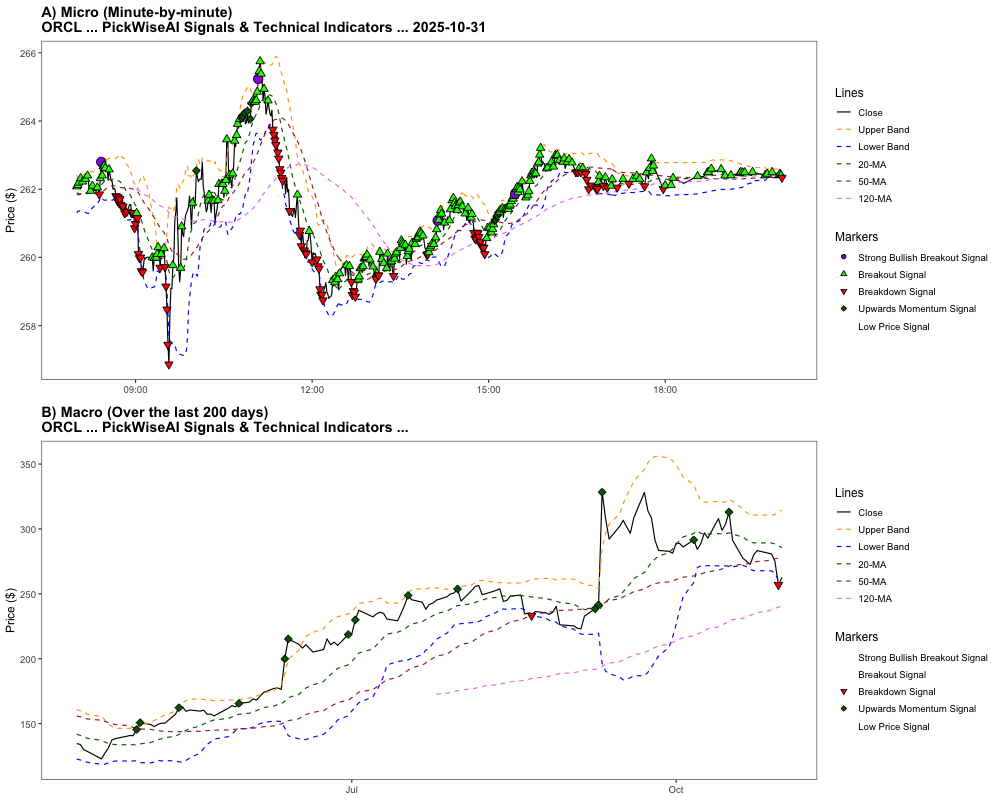 A) Micro (Minute-by-minute)
ORCL ... PickWiseAI Signals & Technical Indicators ... 2025-10-31
Price ($)
266
264
262
260
258
09:00
12:00
15:00
18:00
Lines
Close
Upper Band
Lower Band
20-MA
50-MA
120-MA
Markers
Strong Bullish Breakout Signal
Breakout Signal
Breakdown Signal
Upwards Momentum Signal
Low Price Signal
B) Macro (Over the last 200 days)
ORCL ... PickWiseAI Signals & Technical Indicators ...
Price ($)
350
300
250
200
150
Jul
Oct
Lines
Close
Upper Band
Lower Band
20-MA
50-MA
120-MA
Markers
Strong Bullish Breakout Signal
Breakout Signal
Breakdown Signal
Upwards Momentum Signal
Low Price Signal